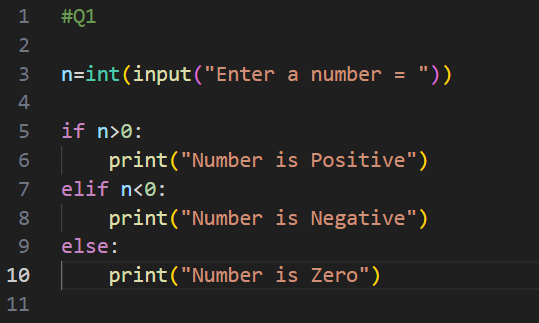 1 #Q1
2
3 n=int(input("Enter a number = "))
4
5 if n>0:
6     print("Number is Positive")
7 elif n<0:
8     print("Number is Negative")
9 else:
10     print("Number is Zero")
11